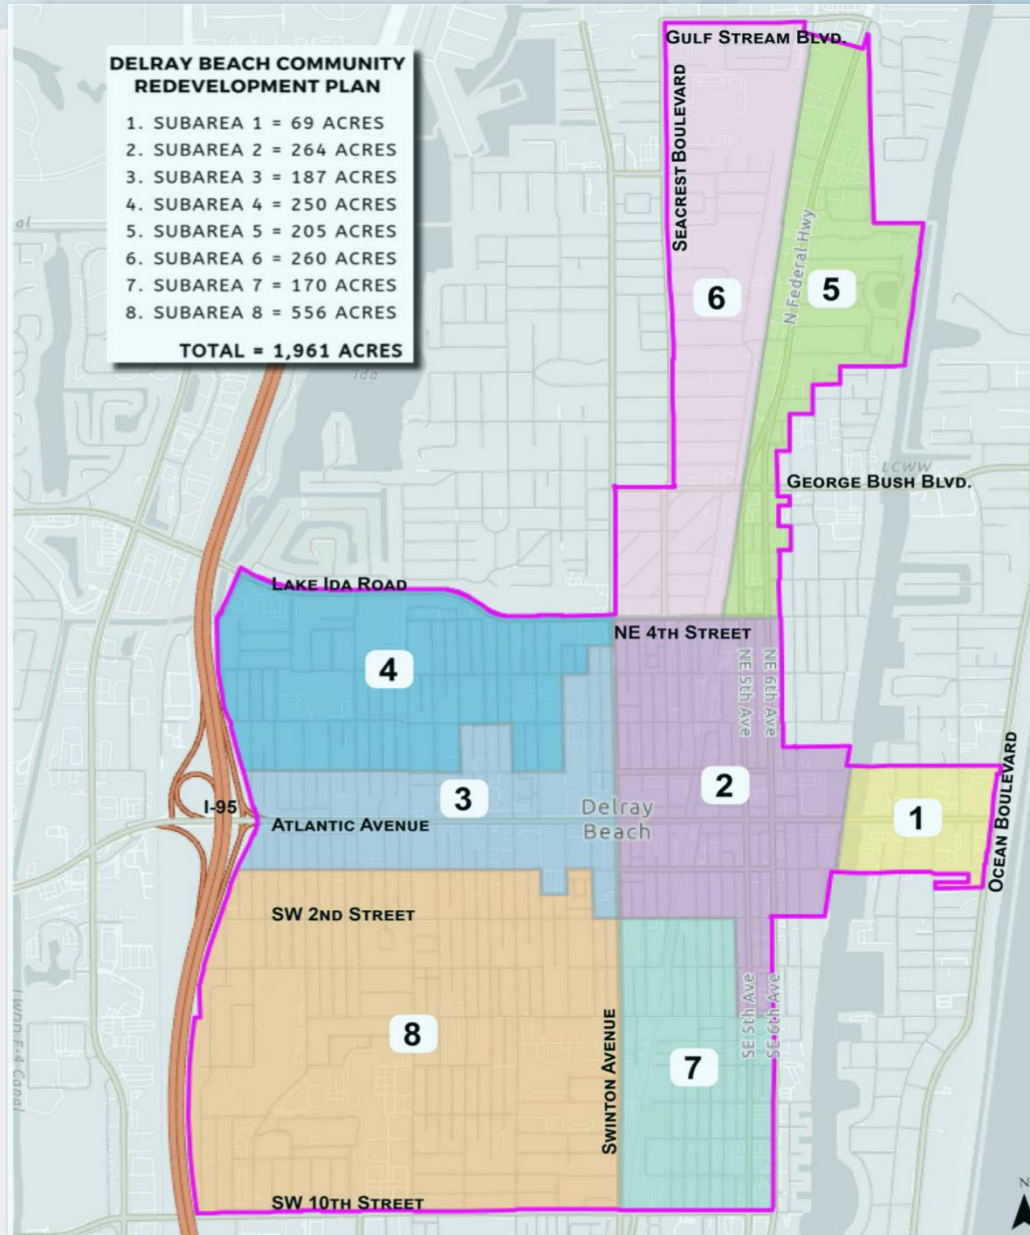 DELRAY BEACH COMMUNITY
REDEVELOPMENT PLAN
1. SUBAREA 1 = 69 ACRES
2. SUBAREA 2 = 264 ACRES
3. SUBAREA 3 = 187 ACRES
4. SUBAREA 4 = 250 ACRES
5. SUBAREA 5 = 205 ACRES
6. SUBAREA 6 = 260 ACRES
7. SUBAREA 7 = 170 ACRES
8. SUBAREA 8 = 556 ACRES
TOTAL = 1,961 ACRES
GULF STREAM BLVD.
SEACREST BOULEVARD
al
N Federal Hwy
5
6
Ida
LCWW
GEORGE BUSH BLVD.
LAKE IDA ROAD
NE 4TH STREET
4
NE 5th Ave
NE 6th Ave
OCEAN BOULEVARD
2
3
I-95
Delray
Beach
1
ATLANTIC AVENUE
SW 2ND STREET
SE 5th Ave
SE 6th Ave
LWDD E-4 Canal
8
SWINTON AVENUE
7
SW 10TH STREET
N